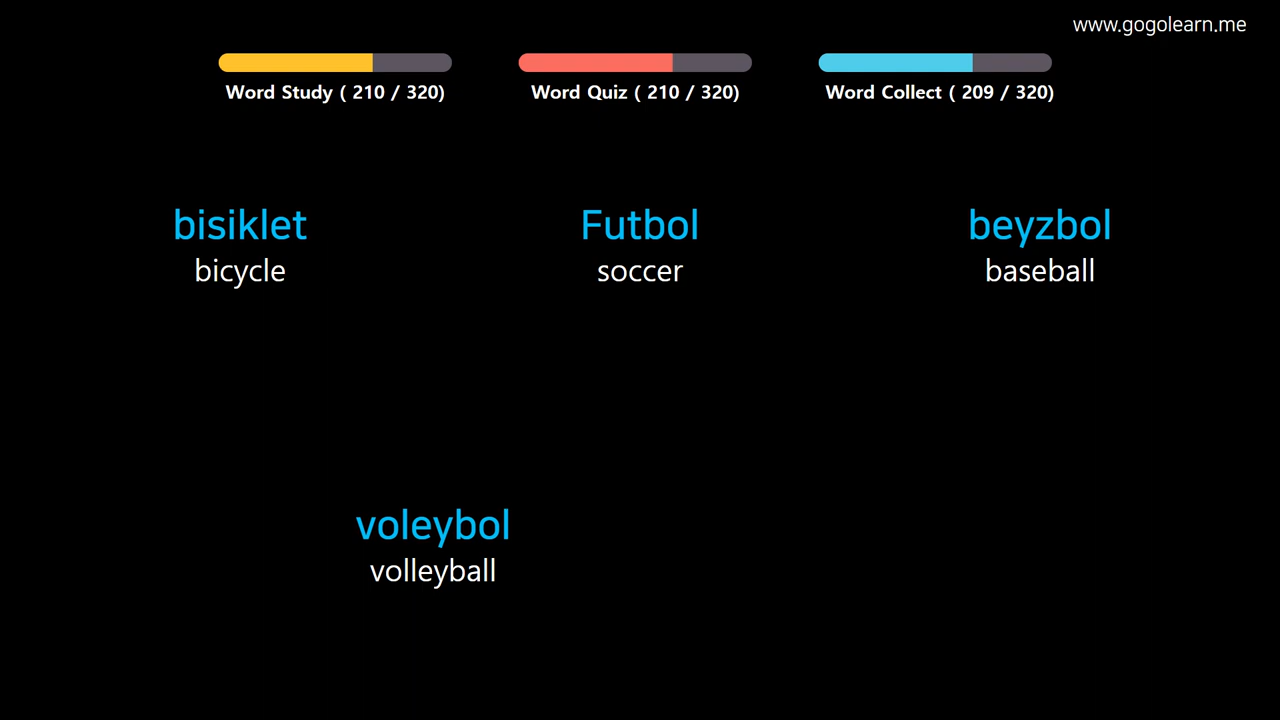 www.gogolearn.me
Word Study ( 210 / 320)
Word Quiz ( 210 / 320)
Word Collect ( 209 / 320)
bisiklet
bicycle
Futbol
soccer
beyzbol
baseball
voleybol
volleyball